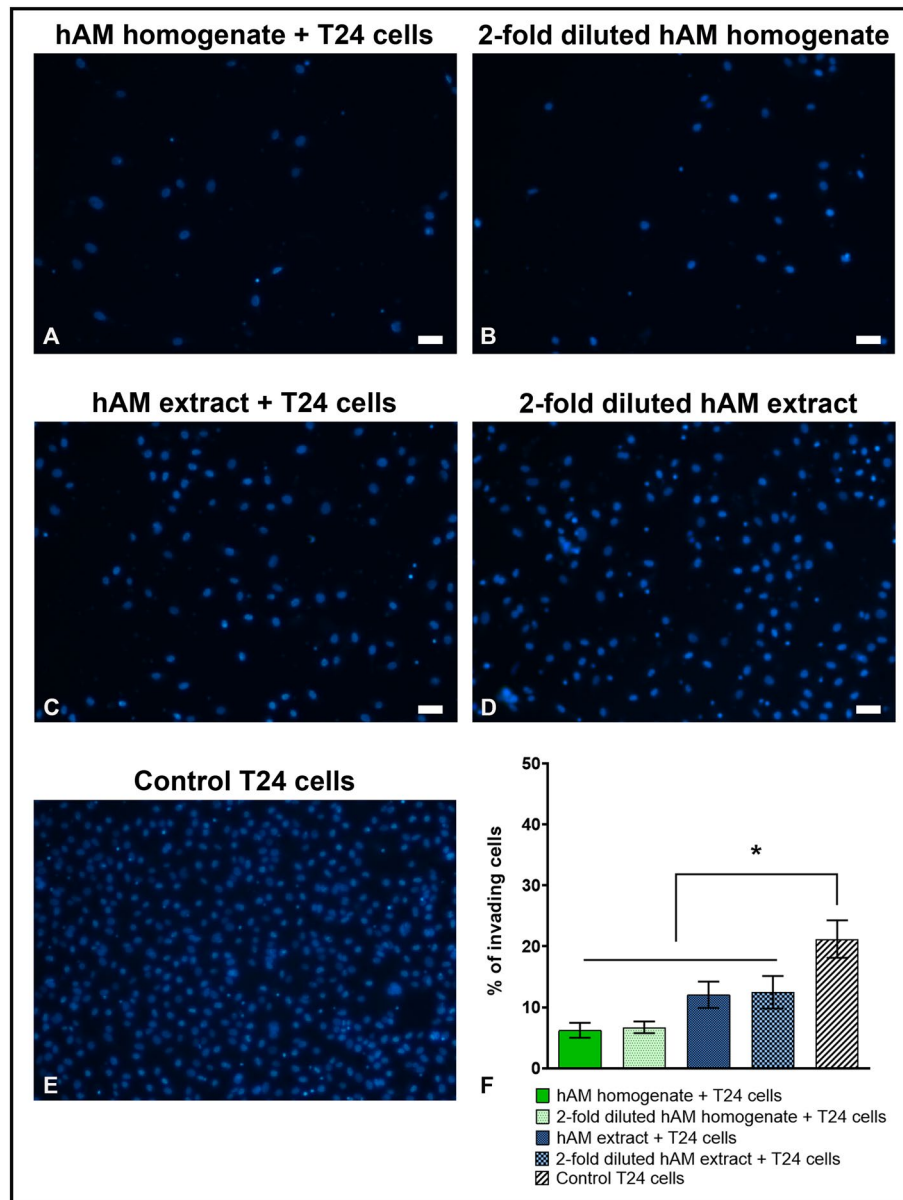 hAM homogenate + T24 cells
2-fold diluted hAM homogenate
A
B
hAM extract + T24 cells
2-fold diluted hAM extract
C
D
Control T24 cells
E
50
40
30
20
10
0
% of invading cells
*
F
hAM homogenate + T24 cells
2-fold diluted hAM homogenate + T24 cells
hAM extract + T24 cells
2-fold diluted hAM extract + T24 cells
Control T24 cells